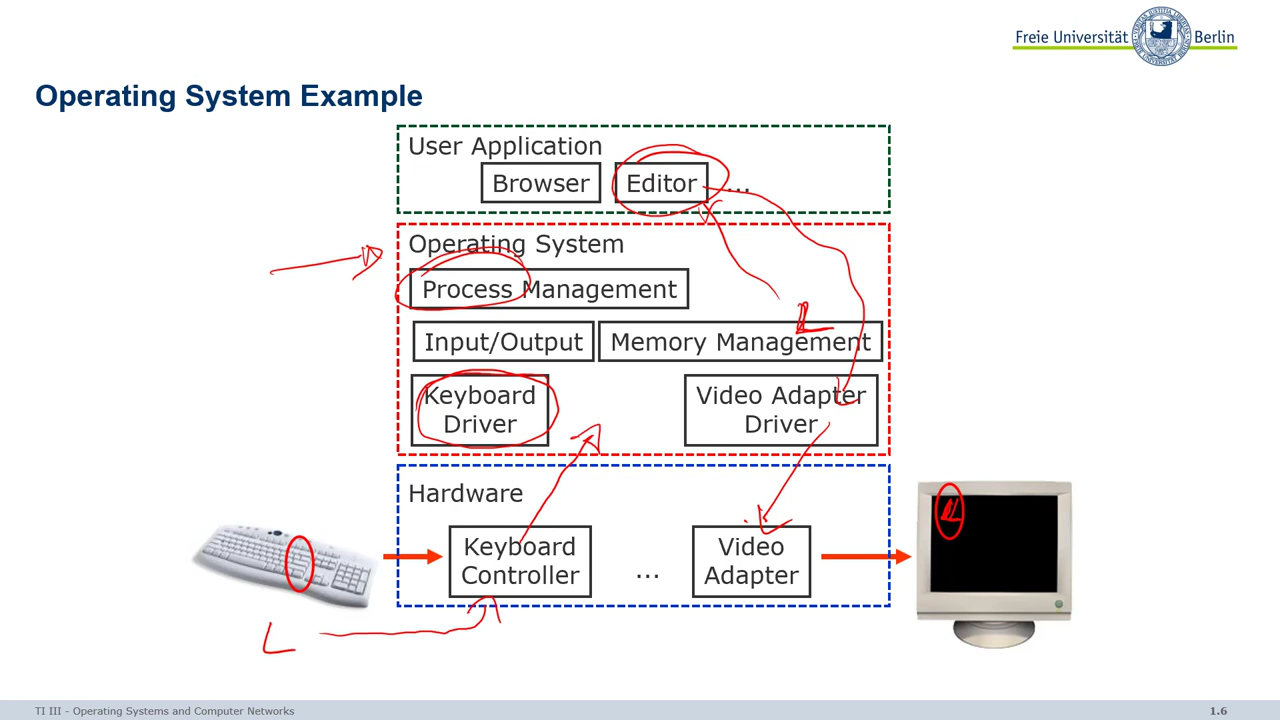 Freie Universität Berlin
Operating System Example
User Application
Browser
Editor
...
Operating System
Process Management
Input/Output
Memory Management
Keyboard
Driver
Video Adapter
Driver
Hardware
Keyboard
Controller
...
Video
Adapter
L
L
L
TI III - Operating Systems and Computer Networks
1.6